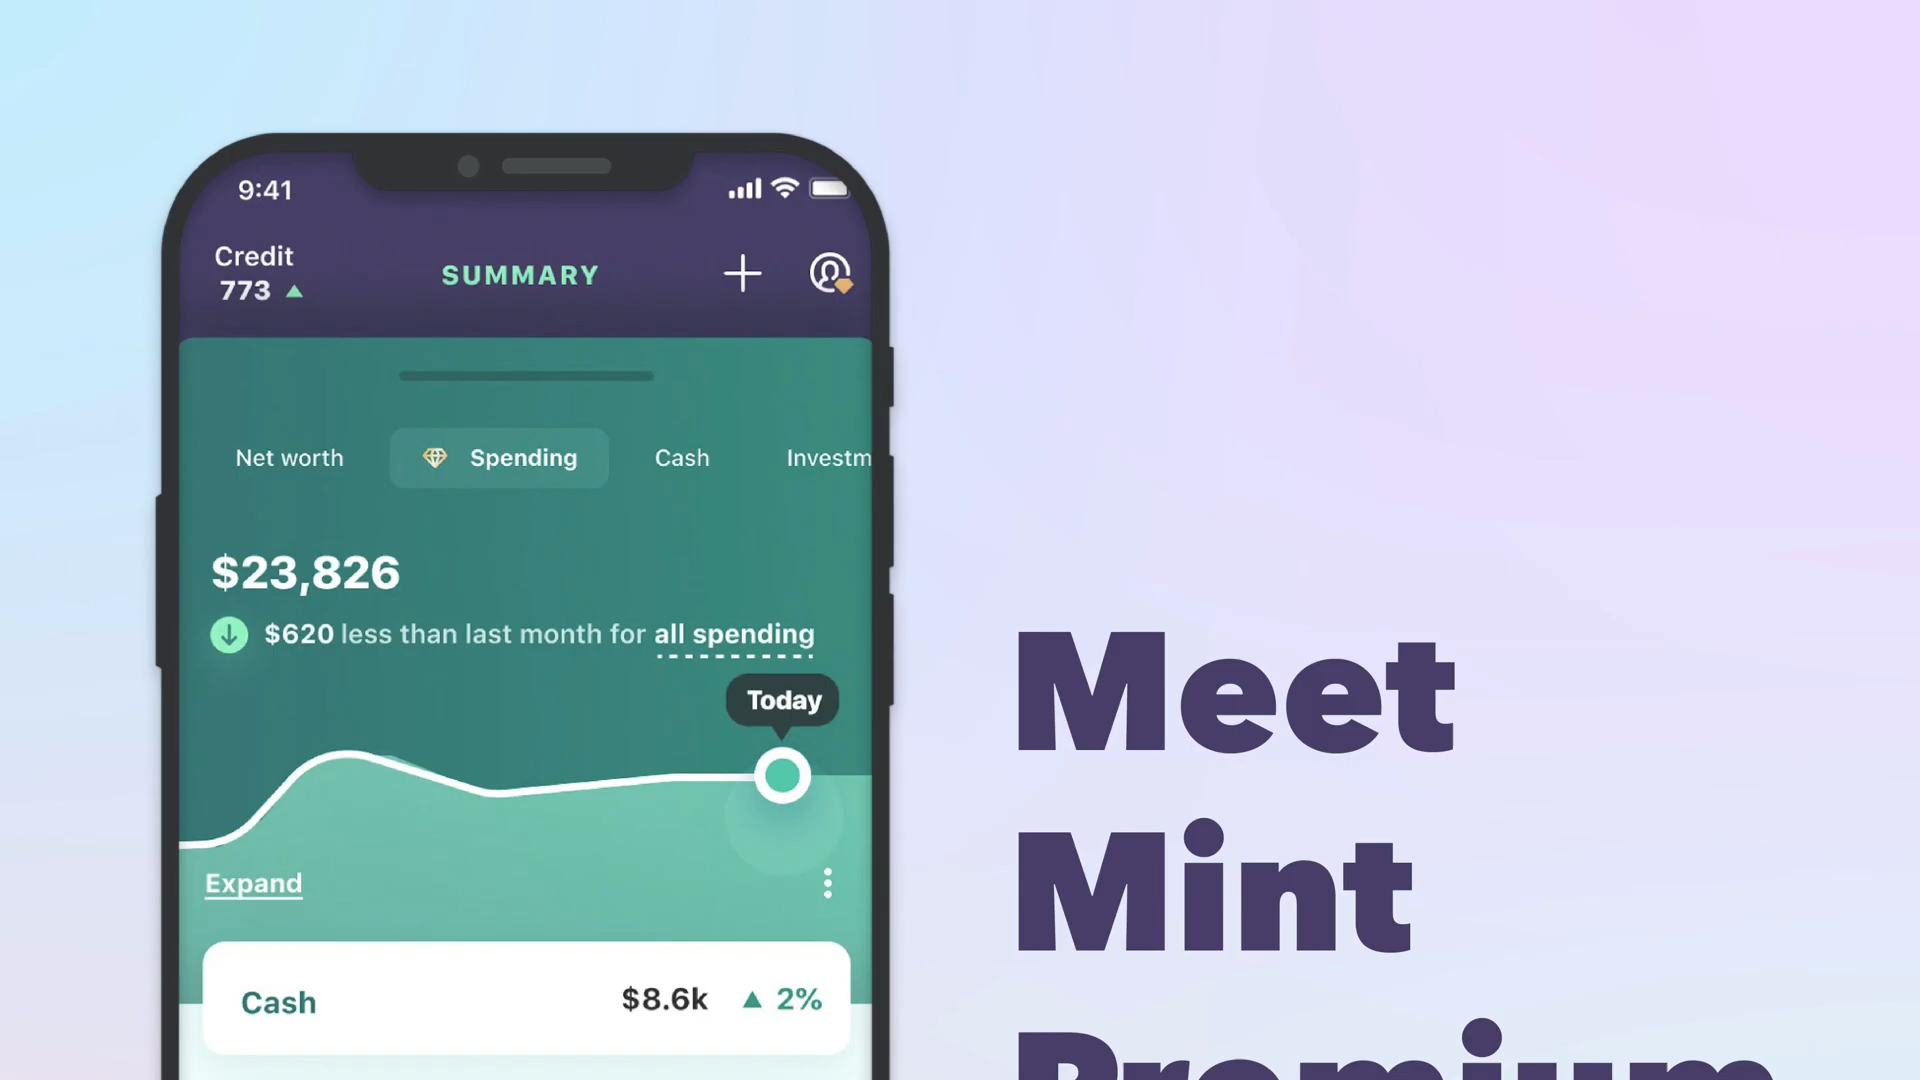 9:41
Credit
773
SUMMARY
Net worth
Spending
Cash
Investm
$23,826
$620 less than last month for all spending
Today
Expand
Cash
$8.6k
2%
Meet
Mint
Premium